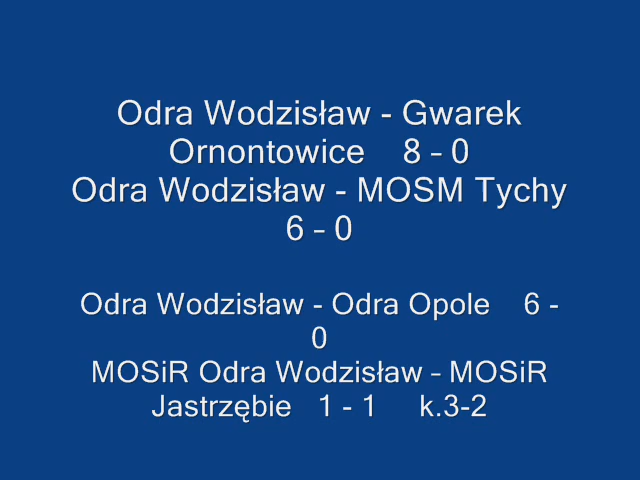 Odra Wodzisław - Gwarek
Ornontowice 8 – 0
Odra Wodzisław - MOSM Tychy
6 – 0
Odra Wodzisław - Odra Opole 6 -
0
MOSiR Odra Wodzisław – MOSiR
Jastrzębie 1 - 1 k.3-2